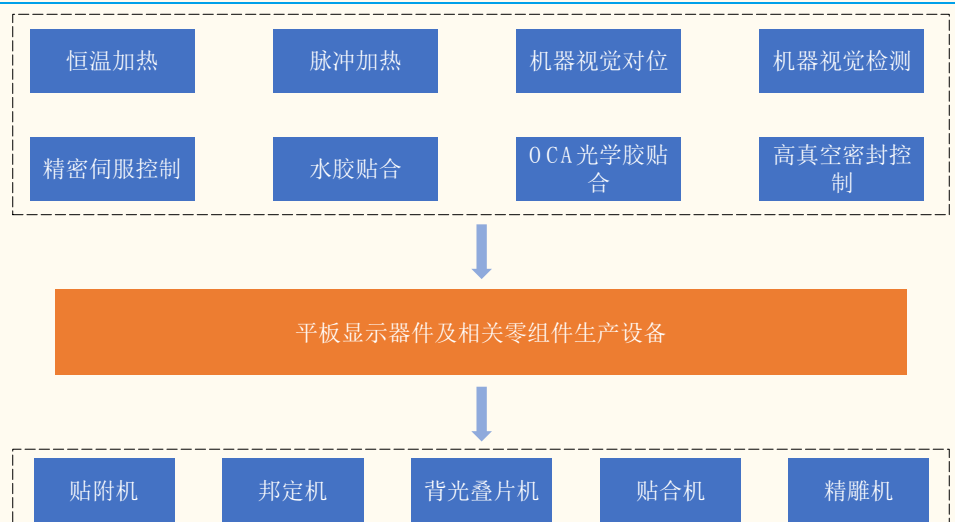 恒温加热
脉冲加热
机器视觉对位
机器视觉检测
精密伺服控制
水胶贴合
OCA光学胶贴
合
高真空密封控
制
平板显示器件及相关零组件生产设备
贴附机
邦定机
背光叠片机
贴合机
精雕机